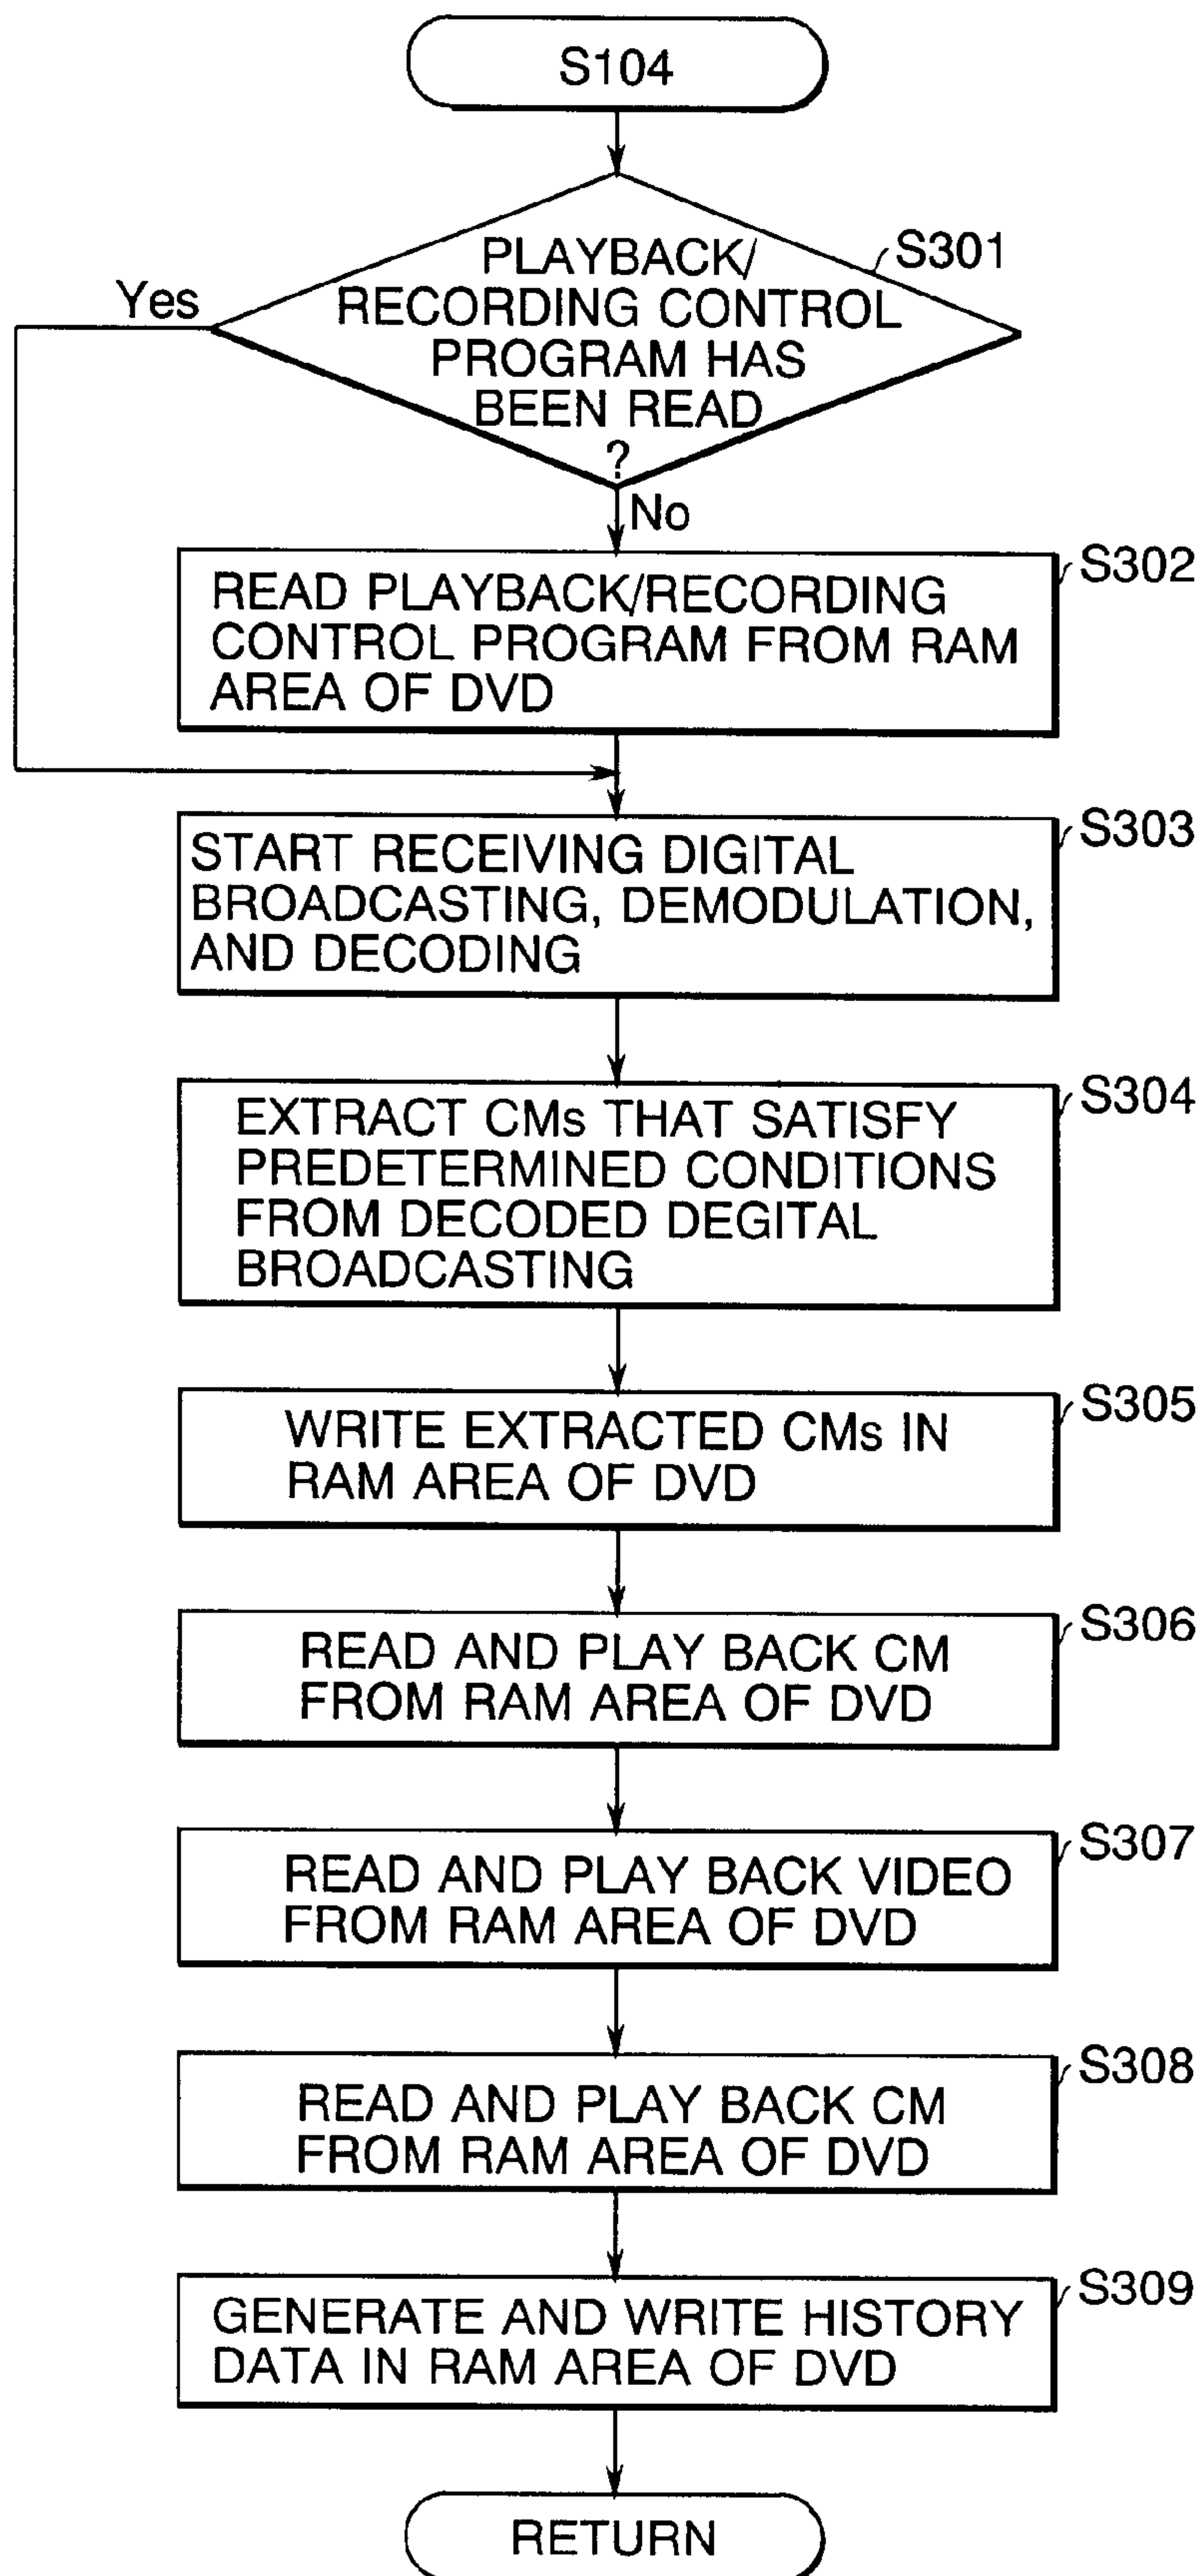 S104
S301
PLAYBACK/
RECORDING CONTROL
PROGRAM HAS
BEEN READ
?
Yes
No
S302
READ PLAYBACK/RECORDING
CONTROL PROGRAM FROM RAM
AREA OF DVD
S303
START RECEIVING DIGITAL
BROADCASTING, DEMODULATION,
AND DECODING
S304
EXTRACT CMs THAT SATISFY
PREDETERMINED CONDITIONS
FROM DECODED DEGITAL
BROADCASTING
S305
WRITE EXTRACTED CMs IN
RAM AREA OF DVD
S306
READ AND PLAY BACK CM
FROM RAM AREA OF DVD
S307
READ AND PLAY BACK VIDEO
FROM RAM AREA OF DVD
S308
READ AND PLAY BACK CM
FROM RAM AREA OF DVD
S309
GENERATE AND WRITE HISTORY
DATA IN RAM AREA OF DVD
RETURN